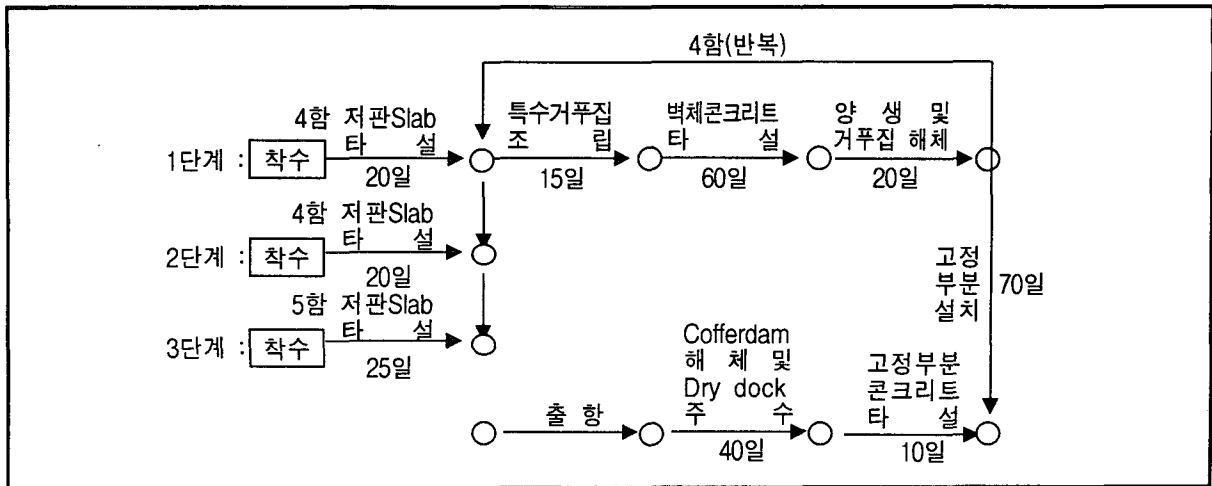 4함(반복)
4함 저판Slab
타 설
특수거푸집
조 립
벽체콘크리트
타 설
양 생 및
거푸집 해체
1단계 : 착수
20일
15일
60일
20일
4함 저판Slab
타 설
2단계 : 착수
20일
고정
부분
설치
70일
5함 저판Slab
타 설
3단계 : 착수
25일
Cofferdam
해 체 및
Dry dock
주 수
고정부분
콘크리트
타 설
출 항
40일
10일